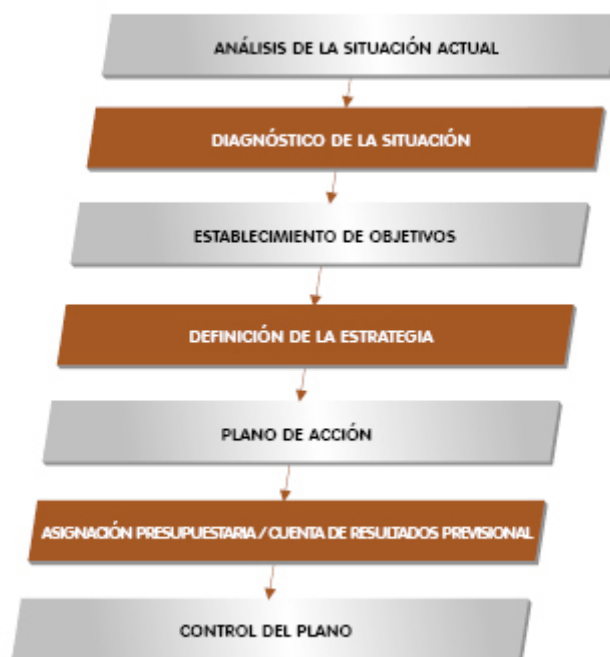 ANÁLISIS DE LA SITUACIÓN ACTUAL
DIAGNÓSTICO DE LA SITUACIÓN
ESTABLECIMIENTO DE OBJETIVOS
DEFINICIÓN DE LA ESTRATEGIA
PLANO DE ACCIÓN
ASIGNACIÓN PRESUPUESTARIA / CUENTA DE RESULTADOS PREVISIONAL
CONTROL DEL PLANO